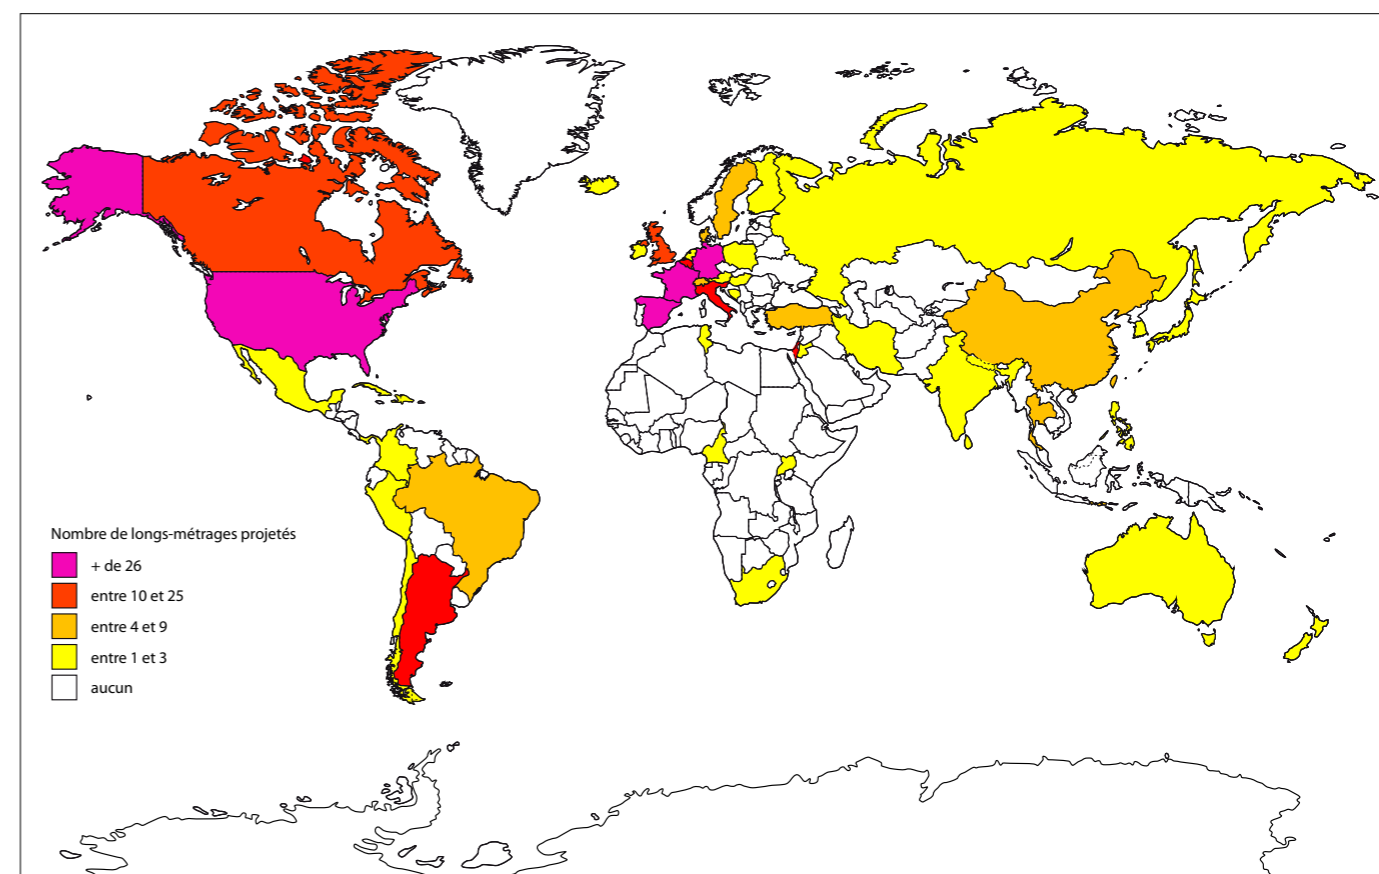 Nombre de longs-métrages projetés
+ de 26
entre 10 et 25
entre 4 et 9
entre 1 et 3
aucun